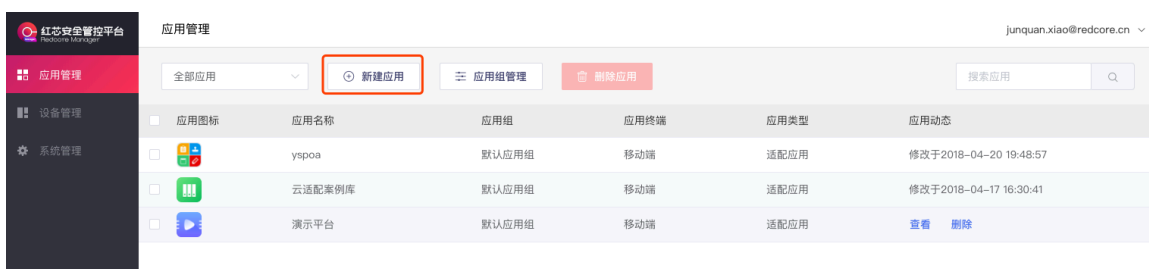 红芯安全管控平台
Redcore Manager
应用管理
junquan.xiao@redcore.cn
应用管理
设备管理
系统管理
全部应用
新建应用
应用组管理
删除应用
搜索应用
应用图标 应用名称 应用组 应用终端 应用类型 应用动态
yspoa 默认应用组 移动端 适配应用 修改于2018-04-20 19:48:57
云适配案例库 默认应用组 移动端 适配应用 修改于2018-04-17 16:30:41
演示平台 默认应用组 移动端 适配应用 查看 删除